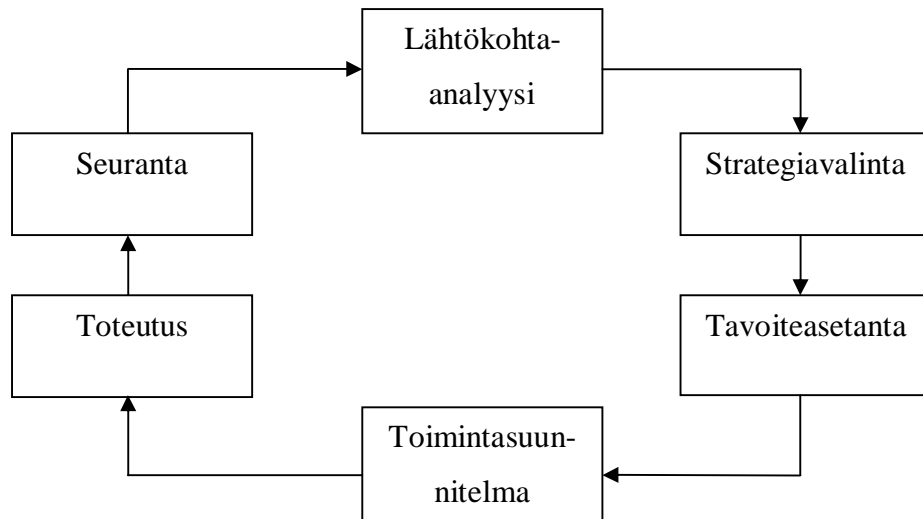 Lähtökohta-
analyysi
Strategiavalinta
Tavoiteasetanta
Toimintasuun-
nitelma
Toteutus
Seuranta